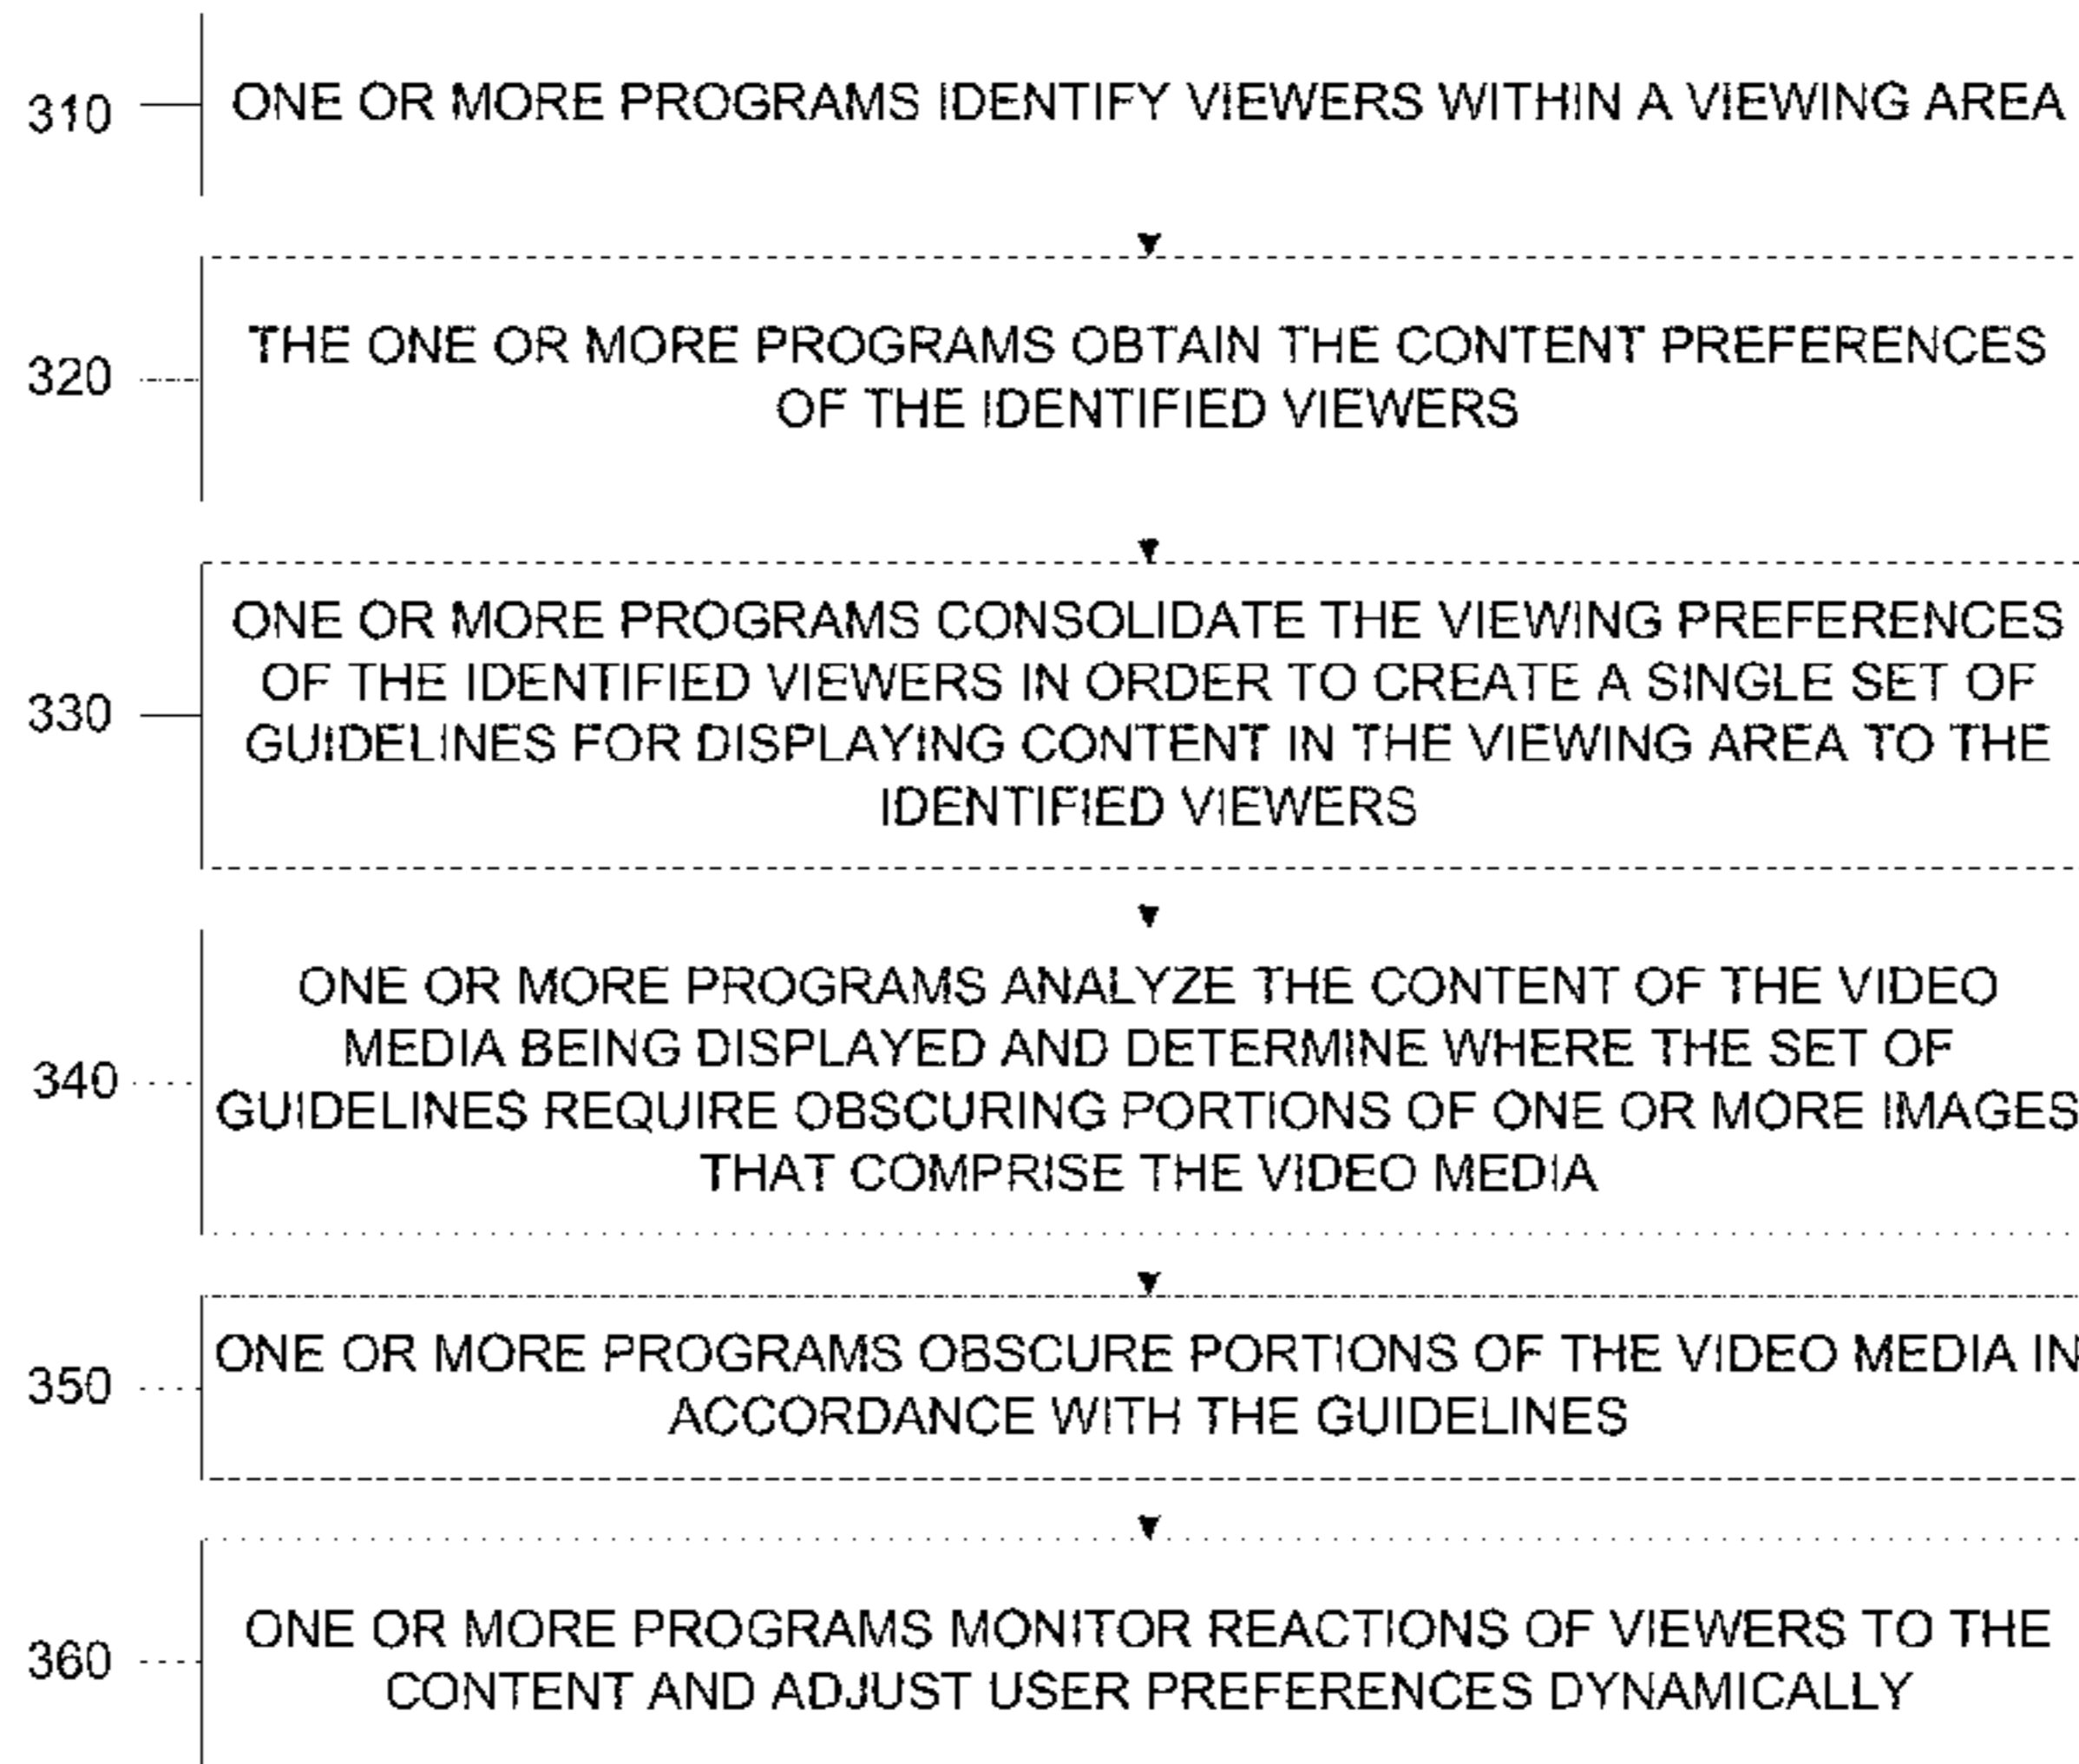 310
ONE OR MORE PROGRAMS IDENTIFY VIEWERS WITHIN A VIEWING AREA
320
THE ONE OR MORE PROGRAMS OBTAIN THE CONTENT PREFERENCES
OF THE IDENTIFIED VIEWERS
330
ONE OR MORE PROGRAMS CONSOLIDATE THE VIEWING PREFERENCES
OF THE IDENTIFIED VIEWERS IN ORDER TO CREATE A SINGLE SET OF
GUIDELINES FOR DISPLAYING CONTENT IN THE VIEWING AREA TO THE
IDENTIFIED VIEWERS
340
ONE OR MORE PROGRAMS ANALYZE THE CONTENT OF THE VIDEO
MEDIA BEING DISPLAYED AND DETERMINE WHERE THE SET OF
GUIDELINES REQUIRE OBSCURING PORTIONS OF ONE OR MORE IMAGES
THAT COMPRISE THE VIDEO MEDIA
350
ONE OR MORE PROGRAMS OBSCURE PORTIONS OF THE VIDEO MEDIA IN
ACCORDANCE WITH THE GUIDELINES
360
ONE OR MORE PROGRAMS MONITOR REACTIONS OF VIEWERS TO THE
CONTENT AND ADJUST USER PREFERENCES DYNAMICALLY